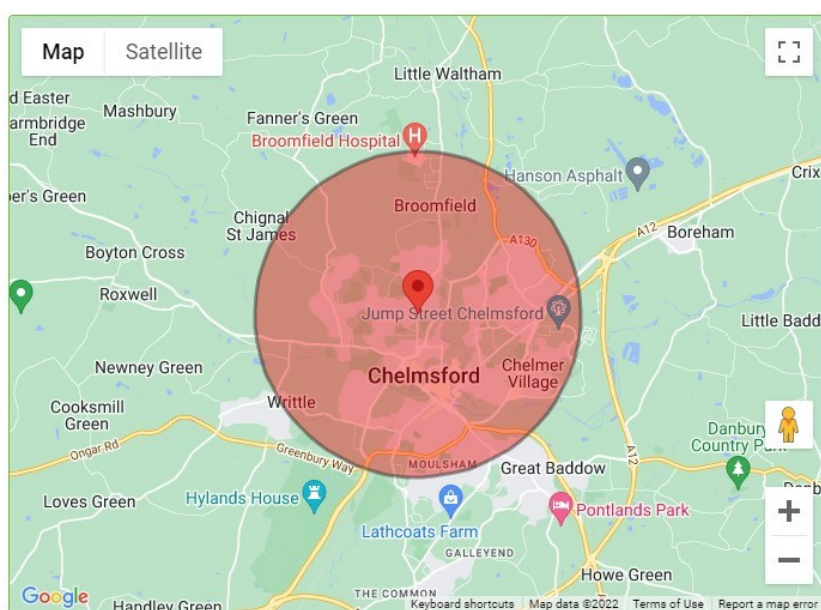 Map
Satellite
Little Waltham
d Easter
Mashbury
armbridge
End
Fanner's Green
Broomfield Hospital
H
Hanson Asphalt
Crix
er's Green
Broomfield
Chignal
St James
A12
Boreham
A130
Boyton Cross
Roxwell
Jump Street Chelmsford
Little Badd
Newney Green
Chelmer
Village
Chelmsford
Writtle
Cooksmill
Green
Danbury
Country Park
Ongar Rd
Greenbury Way
A12
MOULSHAM
Great Baddow
Danb
Loves Green
Hylands House
Pontlands Park
Lathcoats Farm
GALLEYEND
Howe Green
Google
Handley Green
THE COMMON
Keyboard shortcuts
Map data ©2022
Terms of Use
Report a map error